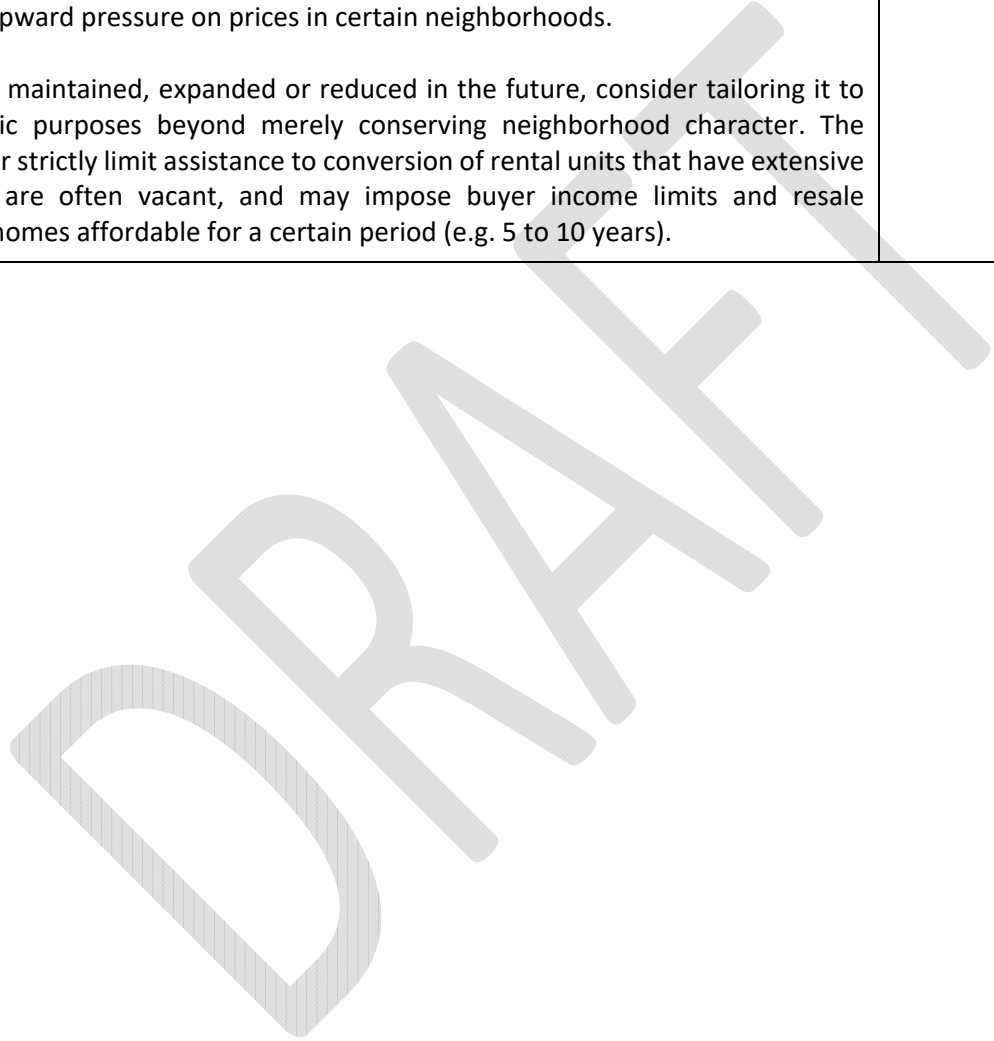 pward pressure on prices in certain neighborhoods.
maintained, expanded or reduced in the future, consider tailoring it to
ic purposes beyond merely conserving neighborhood character. The
r strictly limit assistance to conversion of rental units that have extensive
are often vacant, and may impose buyer income limits and resale
homes affordable for a certain period (e.g. 5 to 10 years).
DRAFT